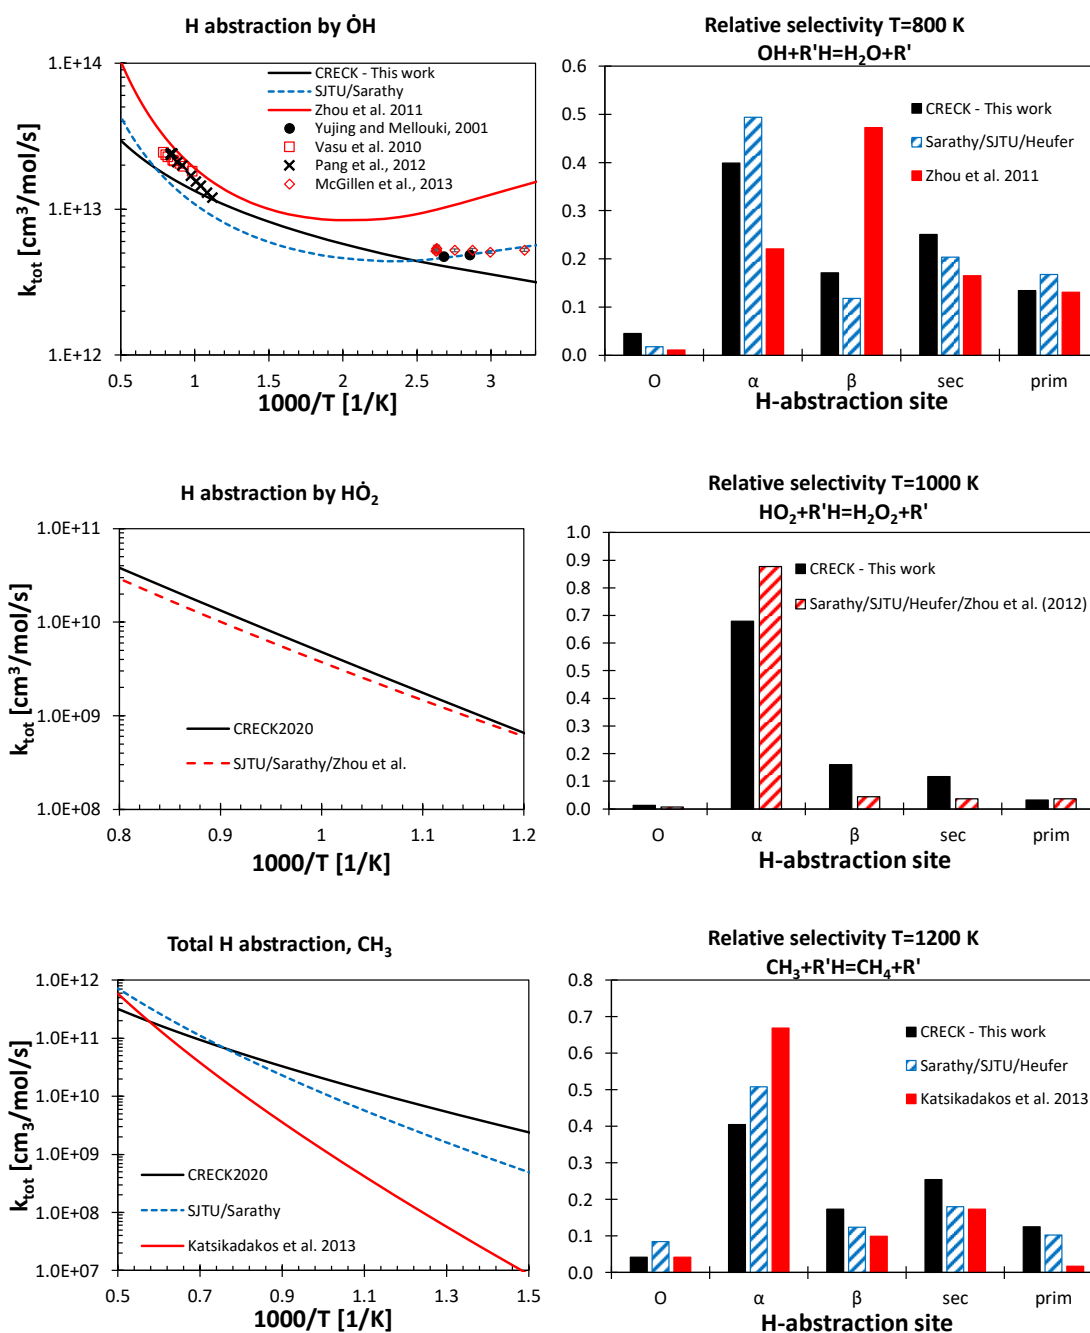 H abstraction by ȮH
1.E+14
1.E+13
1.E+12
k_tot [cm³/mol/s]
CRECK - This work
SJTU/Sarathy
Zhou et al. 2011
Yujing and Mellouki, 2001
Vasu et al. 2010
Pang et al., 2012
McGillen et al., 2013
0.5 1 1.5 2 2.5 3
1000/T [1/K]
Relative selectivity T=800 K
OH+R'H=H₂O+R'
0.6
0.5
0.4
0.3
0.2
0.1
0.0
CRECK - This work
Sarathy/SJTU/Heufer
Zhou et al. 2011
O α β sec prim
H-abstraction site
H abstraction by HȮ₂
1.0E+11
1.0E+10
1.0E+09
1.0E+08
k_tot [cm³/mol/s]
CRECK2020
SJTU/Sarathy/Zhou et al.
0.8 0.9 1 1.1 1.2
1000/T [1/K]
Relative selectivity T=1000 K
HO₂+R'H=H₂O₂+R'
1.0
0.9
0.8
0.7
0.6
0.5
0.4
0.3
0.2
0.1
0.0
CRECK - This work
Sarathy/SJTU/Heufer/Zhou et al. (2012)
O α β sec prim
H-abstraction site
Total H abstraction, CH₃
1.0E+12
1.0E+11
1.0E+10
1.0E+09
1.0E+08
1.0E+07
k_tot [cm₃/mol/s]
CRECK2020
SJTU/Sarathy
Katsikadakos et al. 2013
0.5 0.7 0.9 1.1 1.3 1.5
1000/T [1/K]
Relative selectivity T=1200 K
CH₃+R'H=CH₄+R'
0.8
0.7
0.6
0.5
0.4
0.3
0.2
0.1
0.0
CRECK - This work
Sarathy/SJTU/Heufer
Katsikadakos et al. 2013
O α β sec prim
H-abstraction site